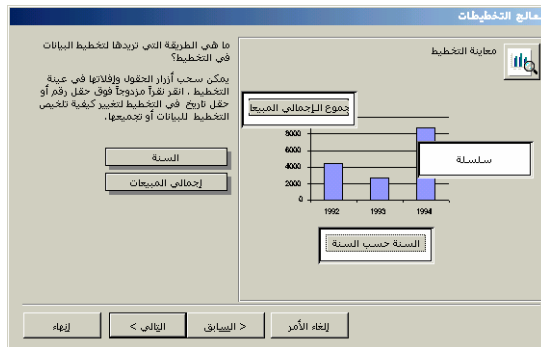 معالج التخطيطات
ما هي الطريقة التي تريدها لتخطيط البيانات
في التخطيط؟
يمكن سحب أزرار الحقول وإفلاتها في عينة
التخطيط . انقر نقراً مزدوجاً فوق حقل رقم أو
حقل تاريخ في التخطيط لتغيير كيفية تلخيص
التخطيط للبيانات أو تجميعها.
السنة
إجمالي المبيعات
معاينة التخطيط
جموع الـإجمالي المبيعا
8000
6000
4000
2000
0
سلسلة
1992 1993 1994
السنة حسب السنة
إلغاء الأمر
< السابق
التالي >
إنهاء